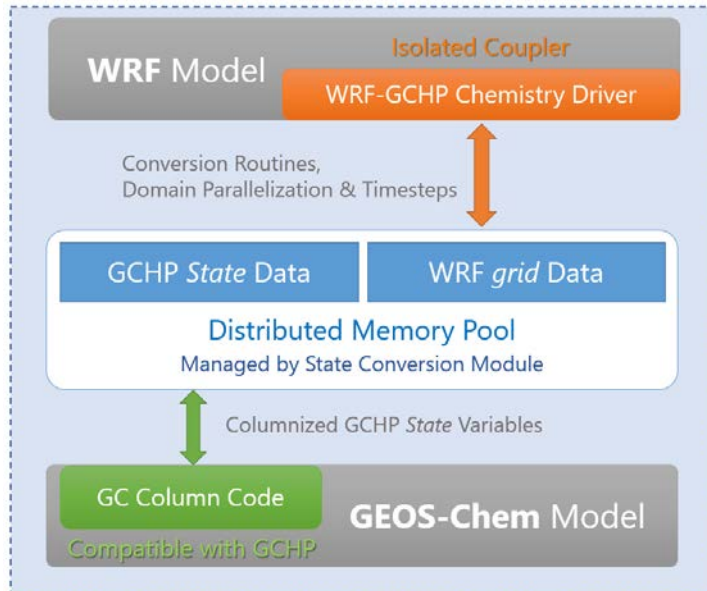 Isolated Coupler
WRF Model
WRF-GCHP Chemistry Driver
Conversion Routines,
Domain Parallelization & Timesteps
GCHP State Data
WRF grid Data
Distributed Memory Pool
Managed by State Conversion Module
Columnized GCHP State Variables
GC Column Code
GEOS-Chem Model
Compatible with GCHP